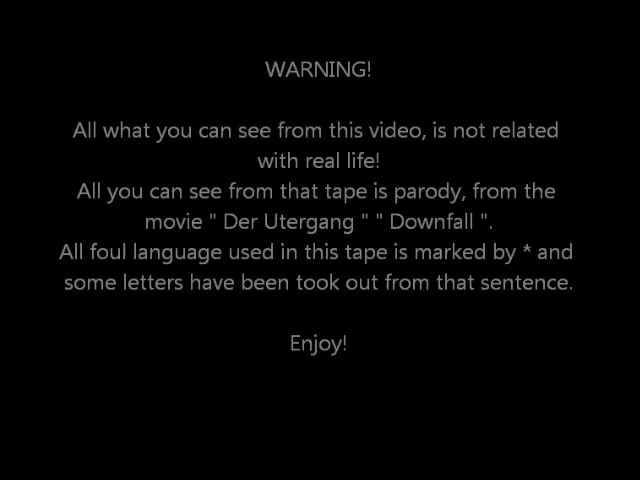 WARNING!
All what you can see from this video, is not related
with real life!
All you can see from that tape is parody, from the
movie " Der Utergang " " Downfall ".
All foul language used in this tape is marked by * and
some letters have been took out from that sentence.
Enjoy!